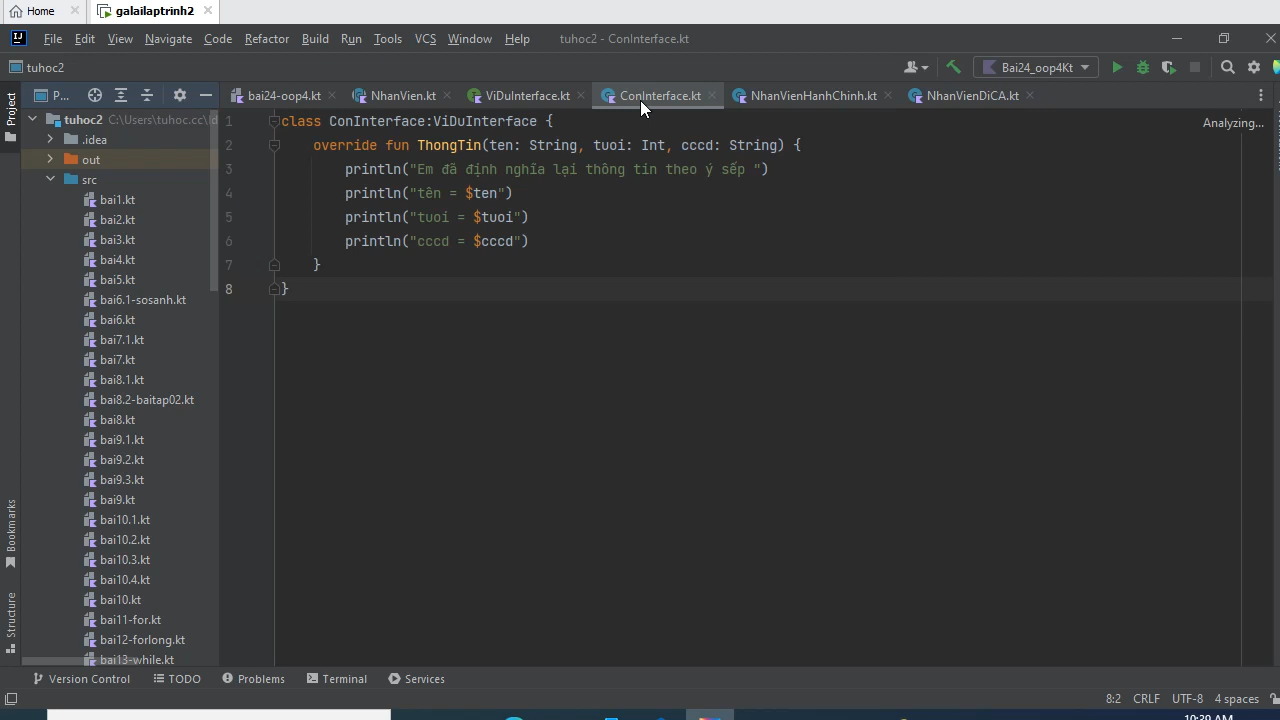 Home
galailaptrinh2
File Edit View Navigate Code Refactor Build Run Tools VCS Window Help tuhoc2 - ConInterface.kt
tuhoc2
Bai24_oop4Kt
Project
P...
bai24-oop4.kt
NhanVien.kt
ViDuInterface.kt
ConInterface.kt
NhanVienHanhChinh.kt
NhanVienDiCA.kt
tuhoc2 C:\Users\tuhoc.cc\Id
.idea
out
src
bai1.kt
bai2.kt
bai3.kt
bai4.kt
bai5.kt
bai6.1-sosanh.kt
bai6.kt
bai7.1.kt
bai7.kt
bai8.1.kt
bai8.2-baitap02.kt
bai8.kt
bai9.1.kt
bai9.2.kt
bai9.3.kt
bai9.kt
bai10.1.kt
bai10.2.kt
bai10.3.kt
bai10.4.kt
bai10.kt
bai11-for.kt
bai12-forlong.kt
bai13-while.kt
1 class ConInterface:ViDuInterface {
2 override fun ThongTin(ten: String, tuoi: Int, cccd: String) {
3 println("Em đã định nghĩa lại thông tin theo ý sếp ")
4 println("tên = $ten")
5 println("tuoi = $tuoi")
6 println("cccd = $cccd")
7 }
8 }
Analyzing...
Bookmarks
Structure
Version Control TODO Problems Terminal Services
8:2 CRLF UTF-8 4 spaces
10:39 AM